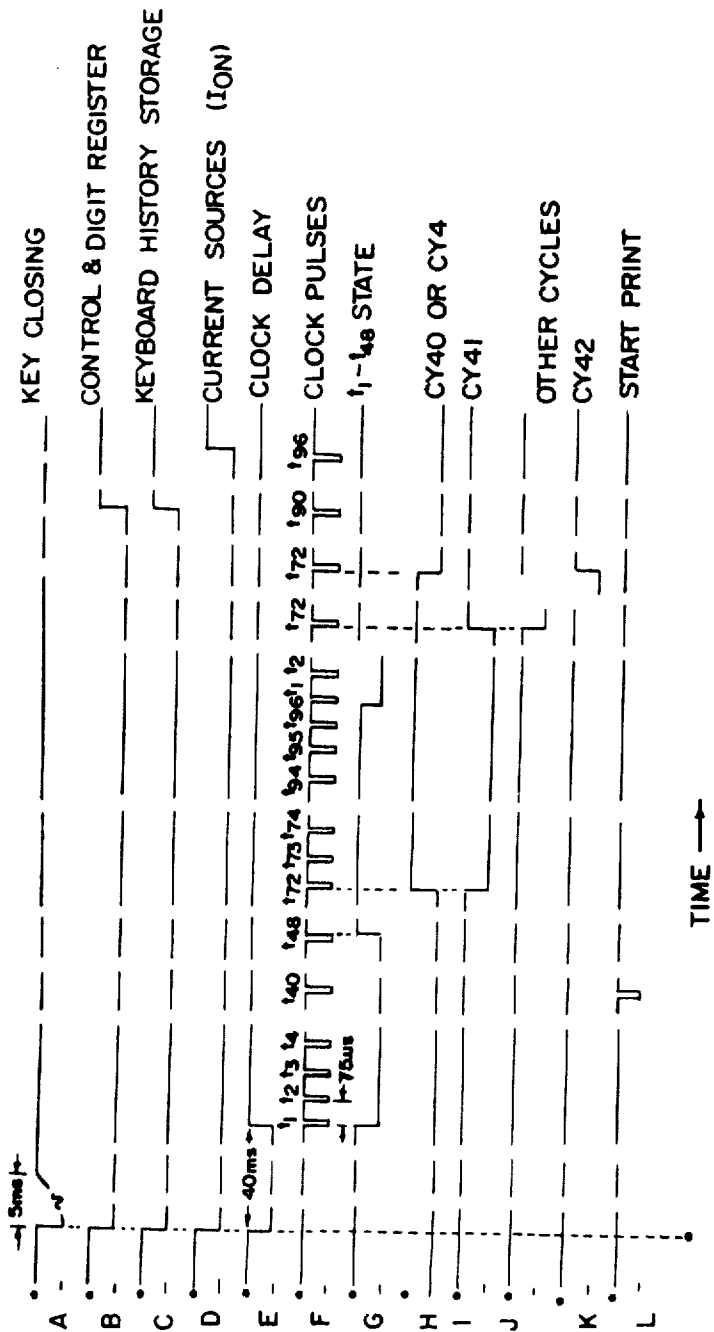 5ms
A KEY CLOSING
B CONTROL & DIGIT REGISTER
C KEYBOARD HISTORY STORAGE
D CURRENT SOURCES (ION)
E 40ms CLOCK DELAY
t1 t2 t3 t4 t40 t48 t72 t73 t74 t94 t95 t96 t1 t2 t72 t72 t90 t96
F CLOCK PULSES
75μs
G t1-t48 STATE
H CY40 OR CY4
I CY41
J OTHER CYCLES
K CY42
L START PRINT
TIME